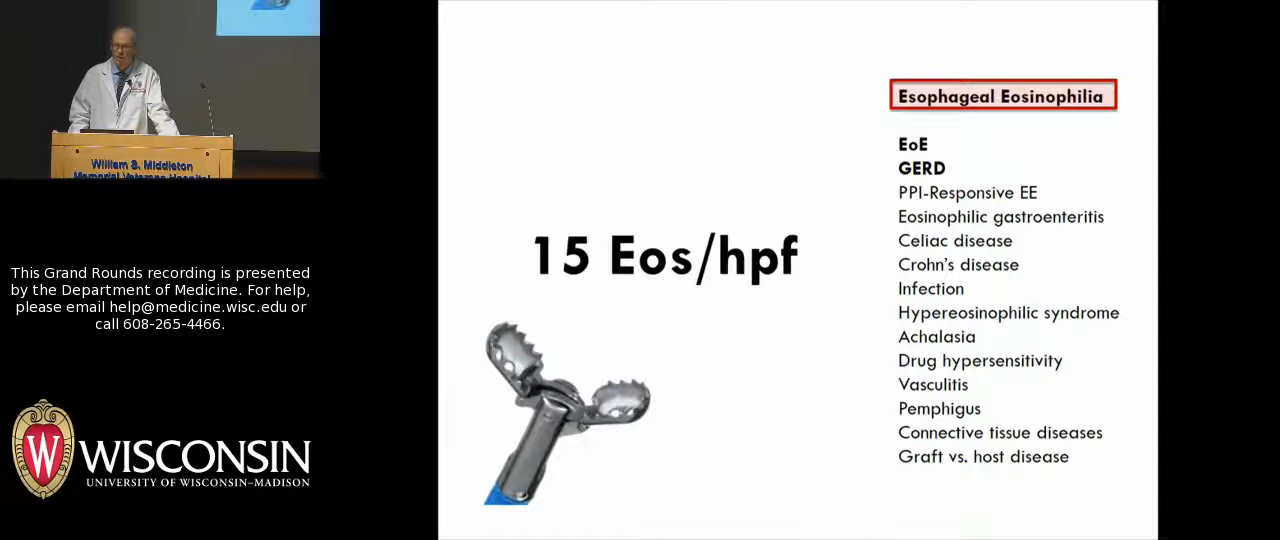 William S. Middleton
Memorial Veterans Hospital
This Grand Rounds recording is presented
by the Department of Medicine. For help,
please email help@medicine.wisc.edu or
call 608-265-4466.
W
WISCONSIN
UNIVERSITY OF WISCONSIN–MADISON
15 Eos/hpf
Esophageal Eosinophilia
EoE
GERD
PPI-Responsive EE
Eosinophilic gastroenteritis
Celiac disease
Crohn's disease
Infection
Hypereosinophilic syndrome
Achalasia
Drug hypersensitivity
Vasculitis
Pemphigus
Connective tissue diseases
Graft vs. host disease